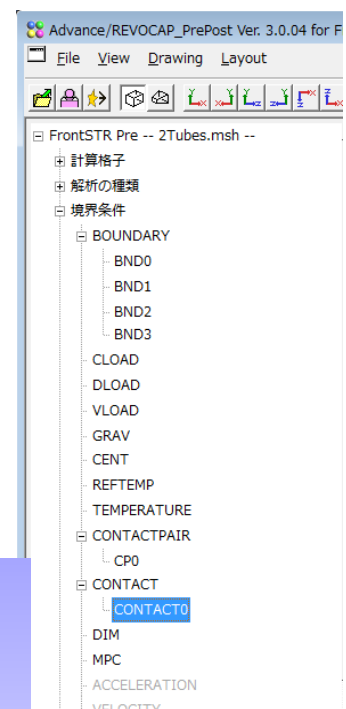 Advance/REVOCAP_PrePost Ver. 3.0.04 for F
File View Drawing Layout
FrontSTR Pre -- 2Tubes.msh --
計算格子
解析の種類
境界条件
BOUNDARY
BND0
BND1
BND2
BND3
CLOAD
DLOAD
VLOAD
GRAV
CENT
REFTEMP
TEMPERATURE
CONTACTPAIR
CP0
CONTACT
CONTACT0
DIM
MPC
ACCELERATION
VELOCITY